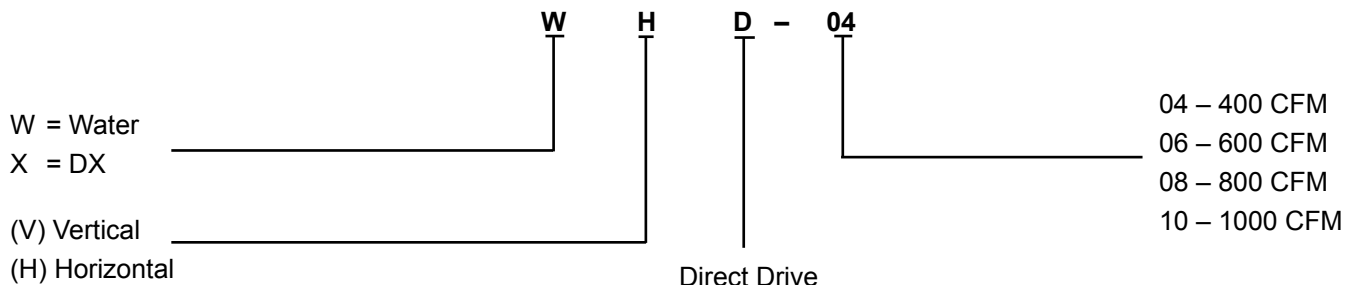 W H D – 04
W = Water
X = DX
(V) Vertical
(H) Horizontal
Direct Drive
04 – 400 CFM
06 – 600 CFM
08 – 800 CFM
10 – 1000 CFM